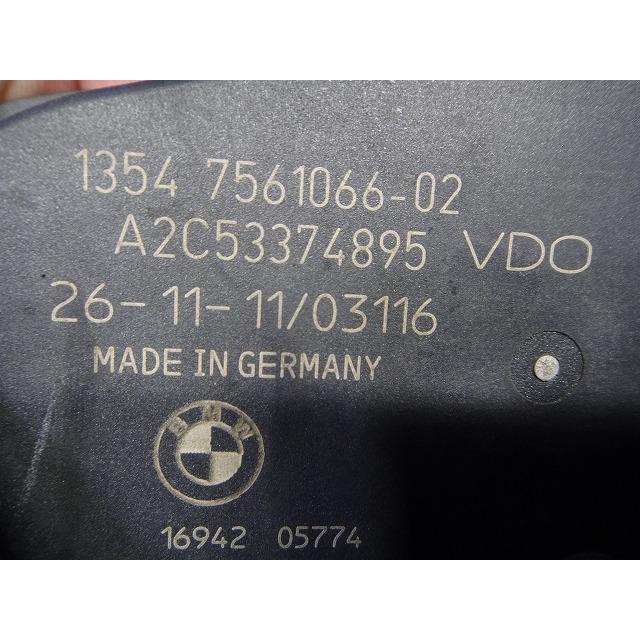 1354 7561066-02
A2C53374895 VDO
26-11-11/03116
MADE IN GERMANY
BMW
16942 05774